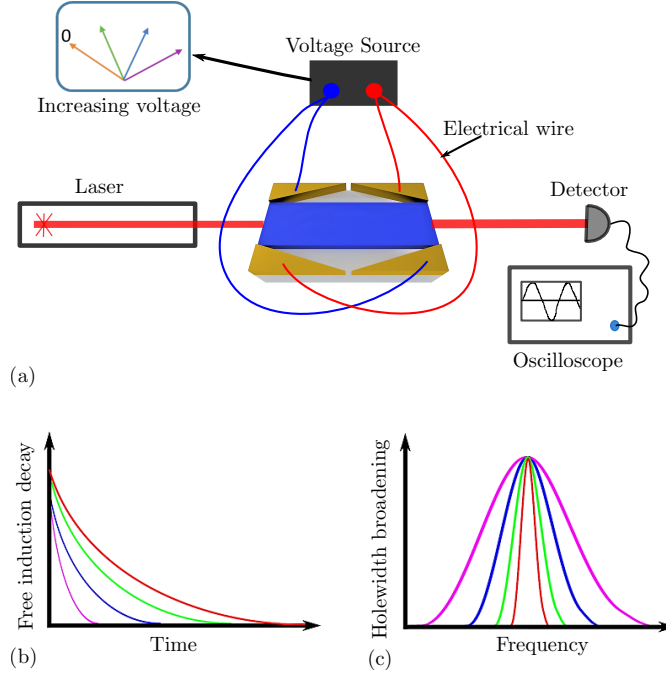 Voltage Source
0
Increasing voltage
Electrical wire
Laser
Detector
Oscilloscope
(a)
Free induction decay
Time
(b)
Holewidth broadening
Frequency
(c)